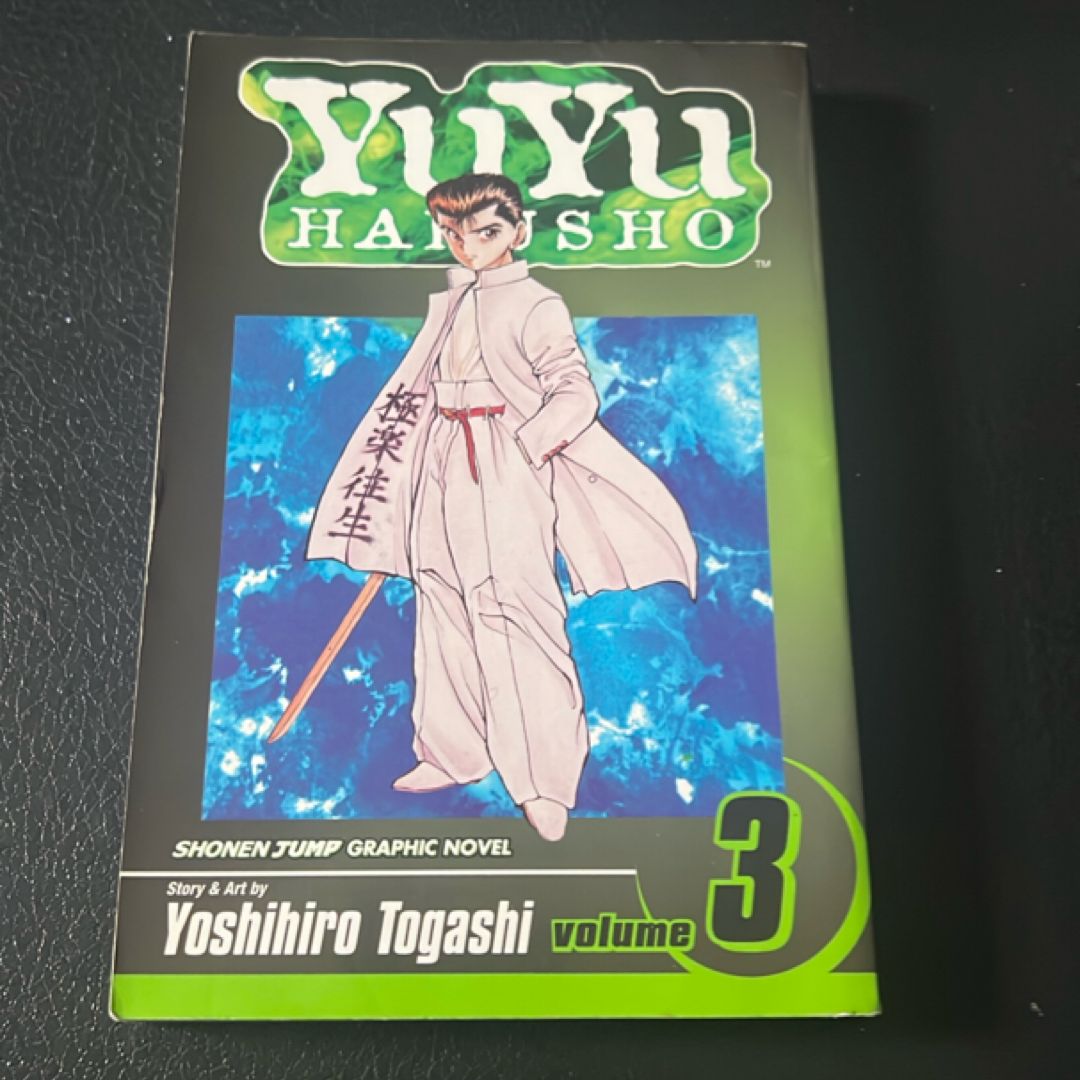 YuYu
HAKUSHO
™
極楽往生
SHONEN JUMP GRAPHIC NOVEL
Story & Art by
Yoshihiro Togashi
volume 3